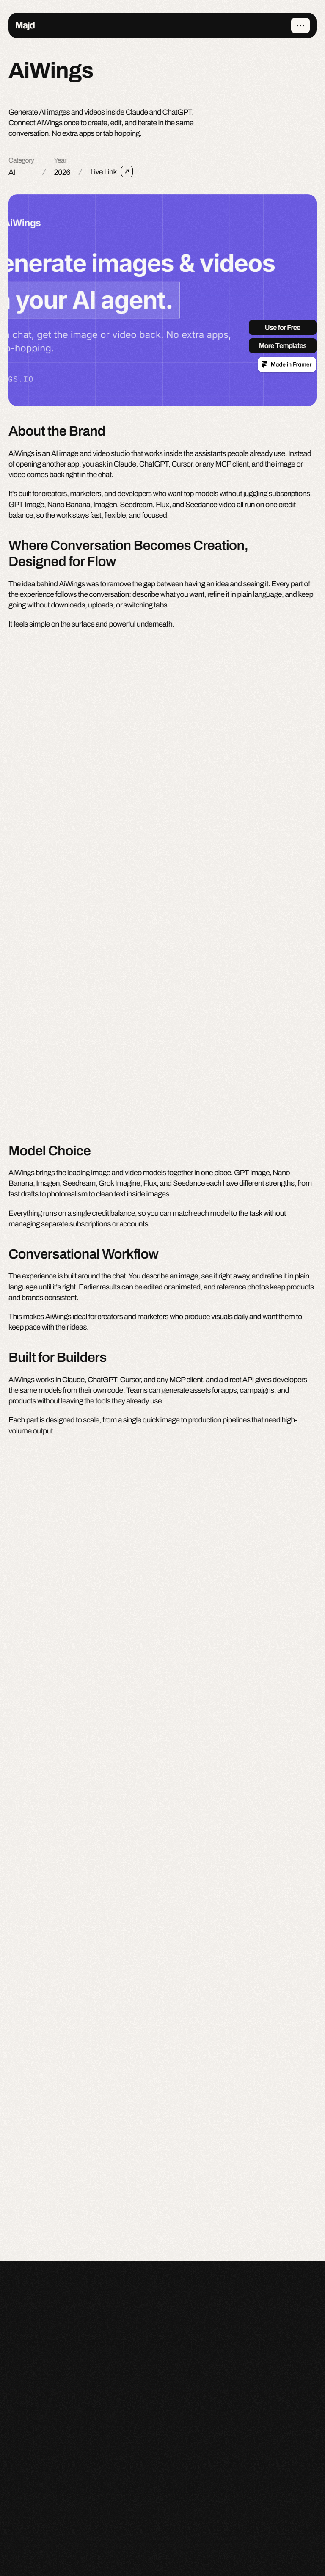 Majd
AiWings
Generate AI images and videos inside Claude and ChatGPT.
Connect AiWings once to create, edit, and iterate in the same
conversation. No extra apps or tab hopping.
Category
Year
AI / 2026 / Live Link
AiWings
enerate images & videos
your AI agent.
chat, get the image or video back. No extra apps,
-hopping.
GS.IO
Use for Free
More Templates
Made in Framer
About the Brand
AiWings is an AI image and video studio that works inside the assistants people already use. Instead
of opening another app, you ask in Claude, ChatGPT, Cursor, or any MCP client, and the image or
video comes back right in the chat.
It's built for creators, marketers, and developers who want top models without juggling subscriptions.
GPT Image, Nano Banana, Imagen, Seedream, Flux, and Seedance video all run on one credit
balance, so the work stays fast, flexible, and focused.
Where Conversation Becomes Creation,
Designed for Flow
The idea behind AiWings was to remove the gap between having an idea and seeing it. Every part of
the experience follows the conversation: describe what you want, refine it in plain language, and keep
going without downloads, uploads, or switching tabs.
It feels simple on the surface and powerful underneath.
Model Choice
AiWings brings the leading image and video models together in one place. GPT Image, Nano
Banana, Imagen, Seedream, Grok Imagine, Flux, and Seedance each have different strengths, from
fast drafts to photorealism to clean text inside images.
Everything runs on a single credit balance, so you can match each model to the task without
managing separate subscriptions or accounts.
Conversational Workflow
The experience is built around the chat. You describe an image, see it right away, and refine it in plain
language until it's right. Earlier results can be edited or animated, and reference photos keep products
and brands consistent.
This makes AiWings ideal for creators and marketers who produce visuals daily and want them to
keep pace with their ideas.
Built for Builders
AiWings works in Claude, ChatGPT, Cursor, and any MCP client, and a direct API gives developers
the same models from their own code. Teams can generate assets for apps, campaigns, and
products without leaving the tools they already use.
Each part is designed to scale, from a single quick image to production pipelines that need high-
volume output.